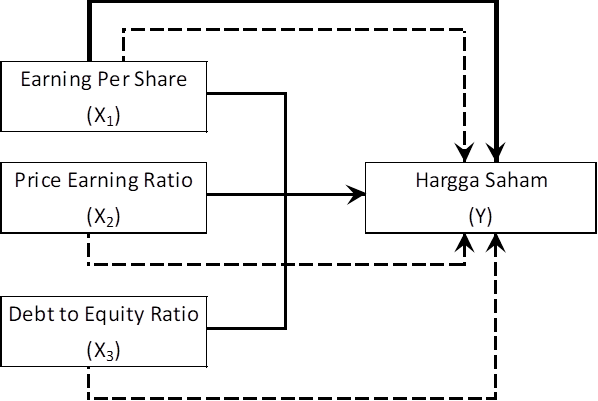 Earning Per Share
(X₁)
Price Earning Ratio
(X₂)
Hargga Saham
(Y)
Debt to Equity Ratio
(X₃)